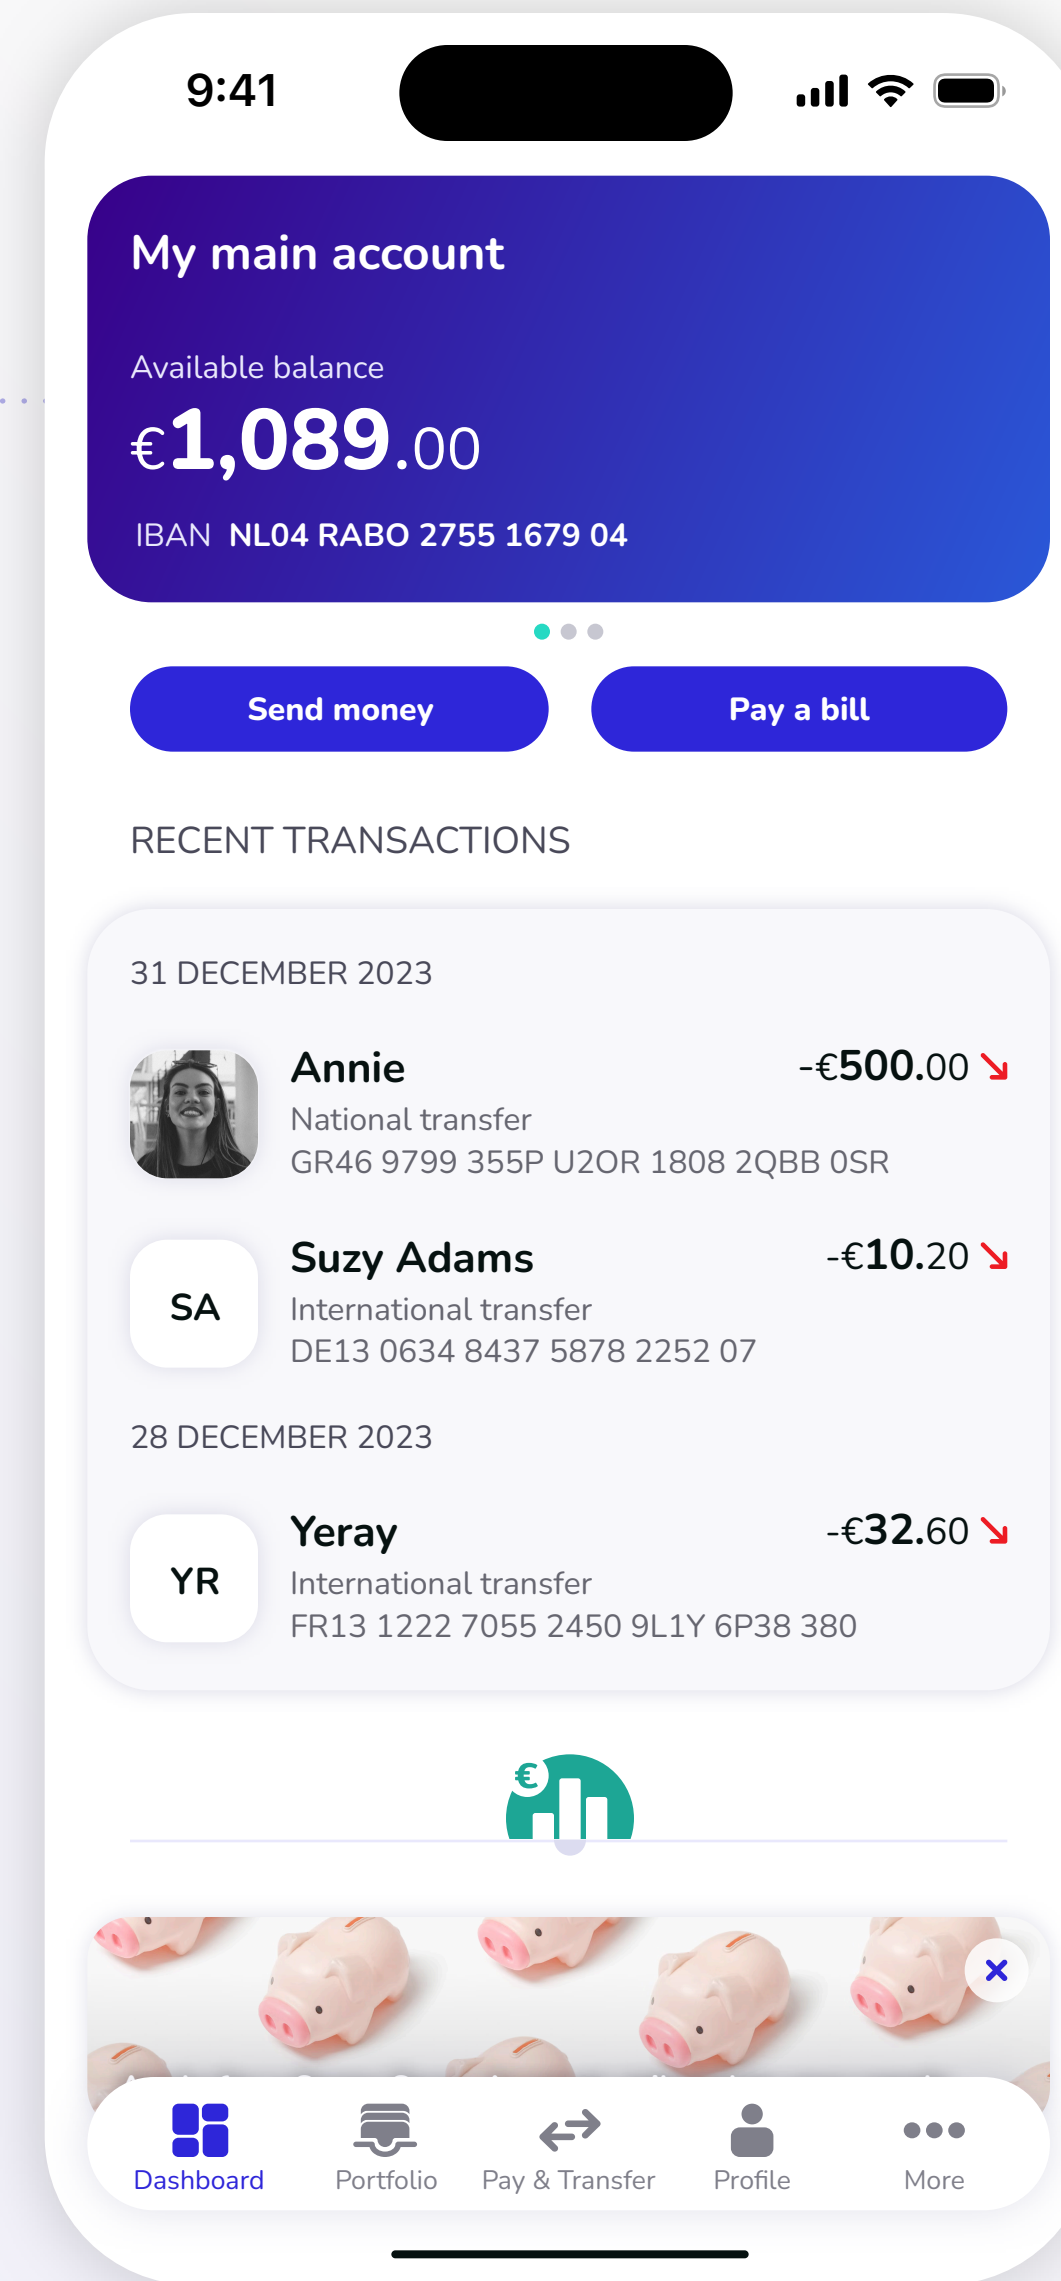 9:41
My main account
Available balance
€1,089.00
IBAN NL04 RABO 2755 1679 04
Send money
Pay a bill
RECENT TRANSACTIONS
31 DECEMBER 2023
Annie
-€500.00
National transfer
GR46 9799 355P U2OR 1808 2QBB 0SR
SA
Suzy Adams
-€10.20
International transfer
DE13 0634 8437 5878 2252 07
28 DECEMBER 2023
YR
Yeray
-€32.60
International transfer
FR13 1222 7055 2450 9L1Y 6P38 380
€
Dashboard
Portfolio
Pay & Transfer
Profile
More